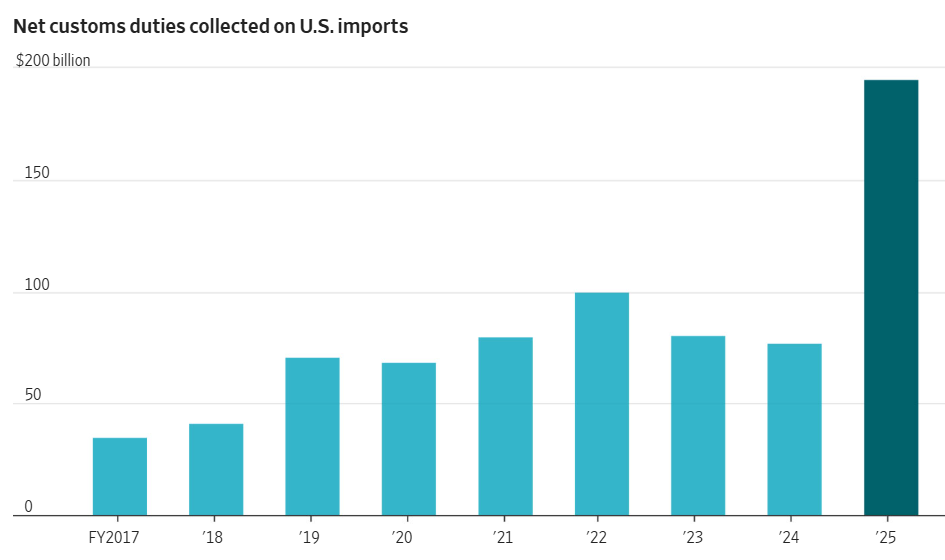 Net customs duties collected on U.S. imports
$200 billion
150
100
50
0
FY2017 ’18 ’19 ’20 ’21 ’22 ’23 ’24 ’25